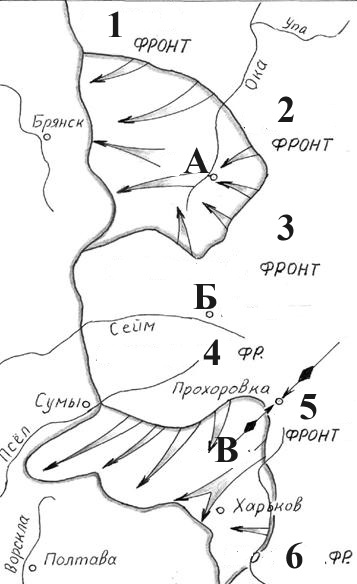 1
ФРОНТ
Упа
Ока
2
Брянск
ФРОНТ
А
3
ФРОНТ
Б
Сейм
4 ФР.
Прохоровка
Сумы
5
Псёл
В
ФРОНТ
Харьков
Ворскла
Полтава
6 ФР.